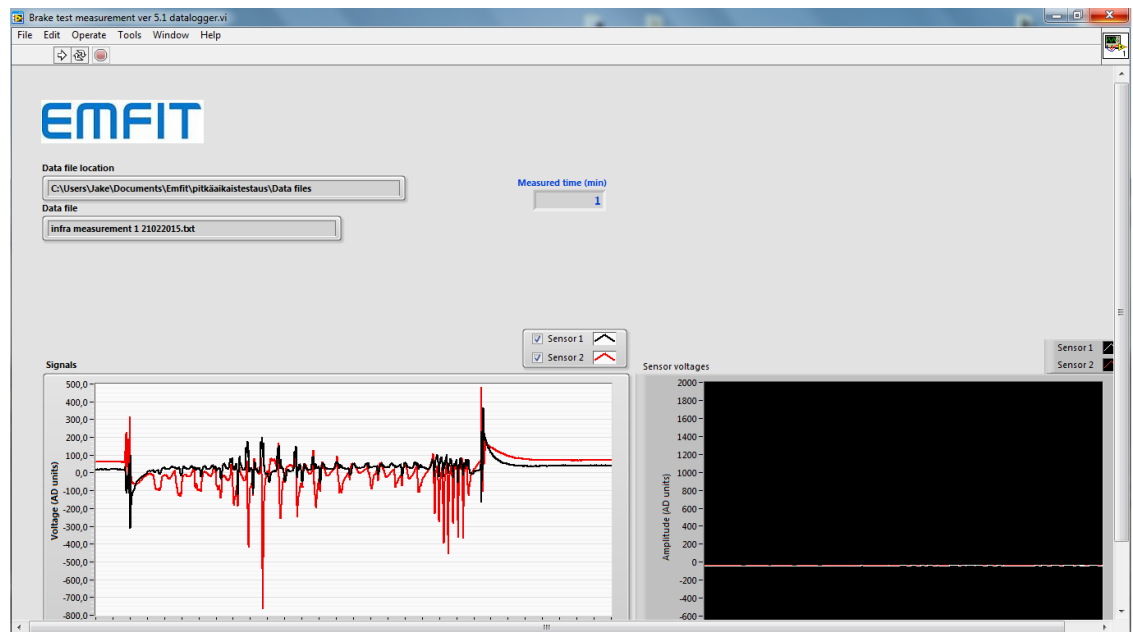 Brake test measurement ver 5.1 datalogger.vi
File Edit Operate Tools Window Help
1
EMFIT
Data file location
C:\Users\Jake\Documents\Emfit\pitkäaikaistestaus\Data files
Measured time (min)
1
Data file
infra measurement 1 21022015.txt
Sensor 1
Sensor 2
Signals
Voltage (AD units)
500,0
400,0
300,0
200,0
100,0
0,0
-100,0
-200,0
-300,0
-400,0
-500,0
-600,0
-700,0
-800,0
Sensor voltages
Sensor 1
Sensor 2
Amplitude (AD units)
2000
1800
1600
1400
1200
1000
800
600
400
200
0
-200
-400
-600